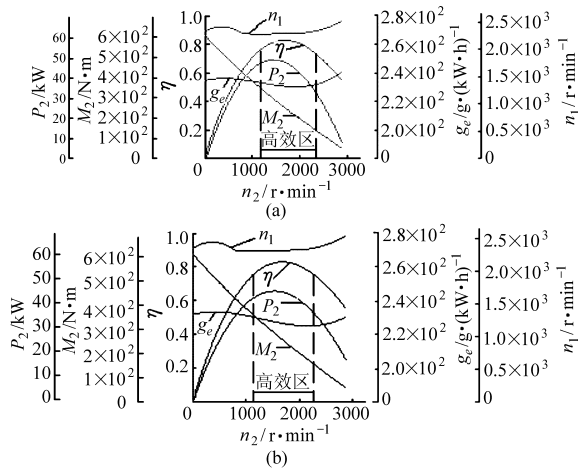 P₂/kW
60
50
40
30
20
10
0
M₂/N·m
6×10²
5×10²
4×10²
3×10²
2×10²
1×10²
0
η
1.0
0.8
0.6
0.4
0.2
n₁
η
P₂
gₑ
M₂
高效区
0
1000
2000
3000
n₂/r·min⁻¹
gₑ/g·(kW·h)⁻¹
2.8×10²
2.6×10²
2.4×10²
2.2×10²
2.0×10²
0
n₁/r·min⁻¹
2.5×10³
2.0×10³
1.5×10³
1.0×10³
0.5×10³
0
(a)
P₂/kW
60
50
40
30
20
10
0
M₂/N·m
6×10²
5×10²
4×10²
3×10²
2×10²
1×10²
0
η
1.0
0.8
0.6
0.4
0.2
n₁
η
P₂
gₑ
M₂
高效区
0
1000
2000
3000
n₂/r·min⁻¹
gₑ/g·(kW·h)⁻¹
2.8×10²
2.6×10²
2.4×10²
2.2×10²
2.0×10²
0
n₁/r·min⁻¹
2.5×10³
2.0×10³
1.5×10³
1.0×10³
0.5×10³
0
(b)